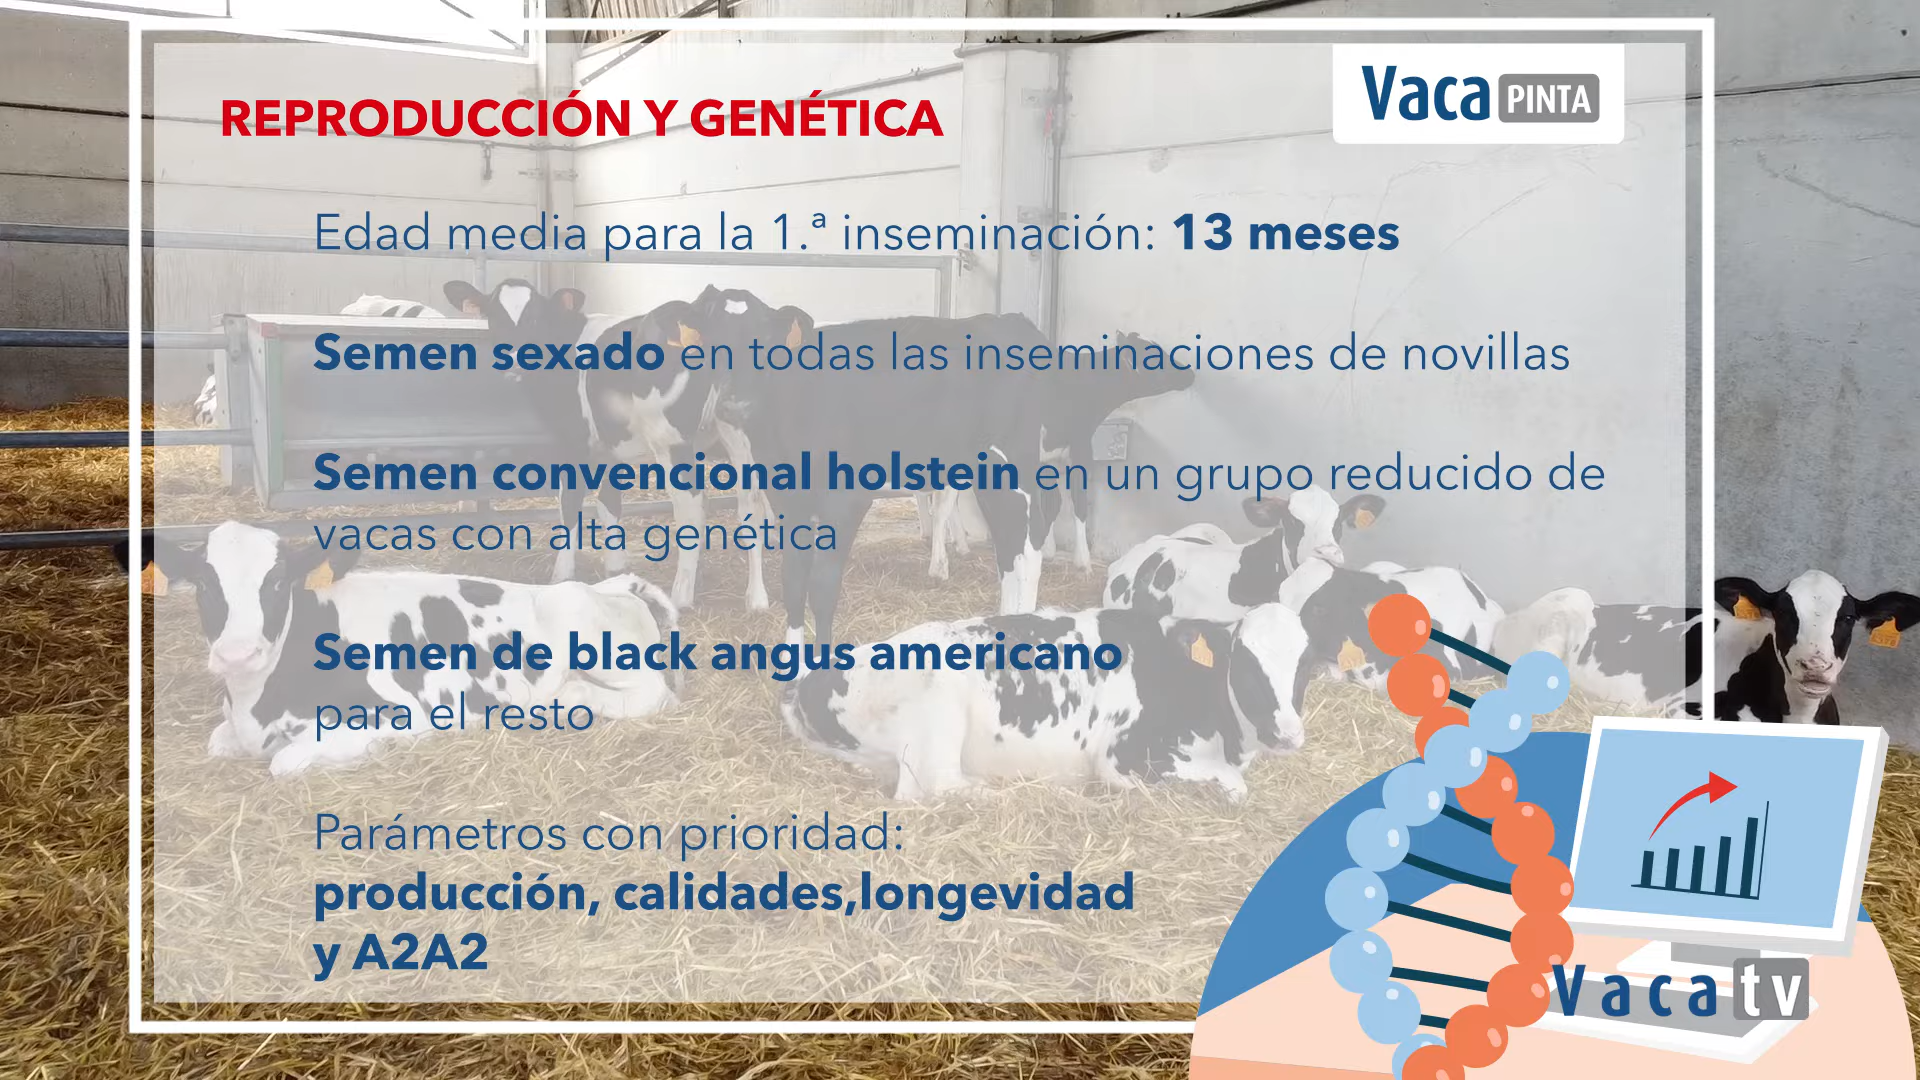 Vaca PINTA
REPRODUCCIÓN Y GENÉTICA
Edad media para la 1.ª inseminación: 13 meses
Semen sexado en todas las inseminaciones de novillas
Semen convencional holstein en un grupo reducido de
vacas con alta genética
Semen de black angus americano
para el resto
Parámetros con prioridad:
producción, calidades,longevidad
y A2A2
Vaca tv